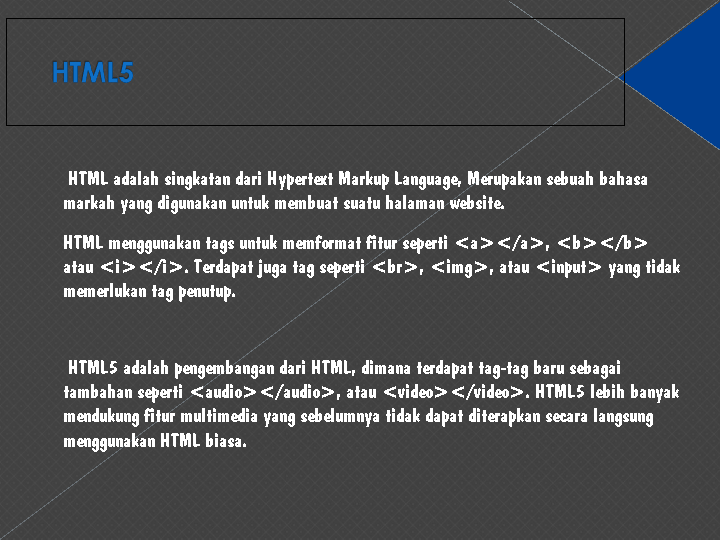 HTML5
HTML adalah singkatan dari Hypertext Markup Language, Merupakan sebuah bahasa
markah yang digunakan untuk membuat suatu halaman website.
HTML menggunakan tags untuk memformat fitur seperti <a></a>, <b></b>
atau <i></i>. Terdapat juga tag seperti <br>, <img>, atau <input> yang tidak
memerlukan tag penutup.
HTML5 adalah pengembangan dari HTML, dimana terdapat tag-tag baru sebagai
tambahan seperti <audio></audio>, atau <video></video>. HTML5 lebih banyak
mendukung fitur multimedia yang sebelumnya tidak dapat diterapkan secara langsung
menggunakan HTML biasa.